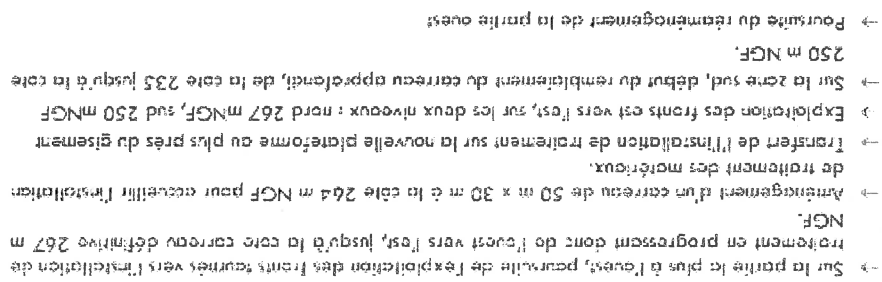 → Sur la partie la plus à l'ouest, poursuite de l'exploitation des fronts tournés vers l'installation de
traitement en progressant donc de l'ouest vers l'est, jusqu'à la cote carreau définitive 267 m
NGF.
→ Aménagement d'un carreau de 50 m x 30 m à la côte 264 m NGF pour accueillir l'installation
de traitement des matériaux.
→ Transfert de l'installation de traitement sur la nouvelle plateforme au plus près du gisement
→ Exploitation des fronts est vers l'est, sur les deux niveaux : nord 267 mNGF, sud 250 mNGF
→ Sur la zone sud, début du remblaiement du carreau approfondi, de la cote 235 jusqu'à la cote
250 m NGF.
→ Poursuite du réaménagement de la partie ouest